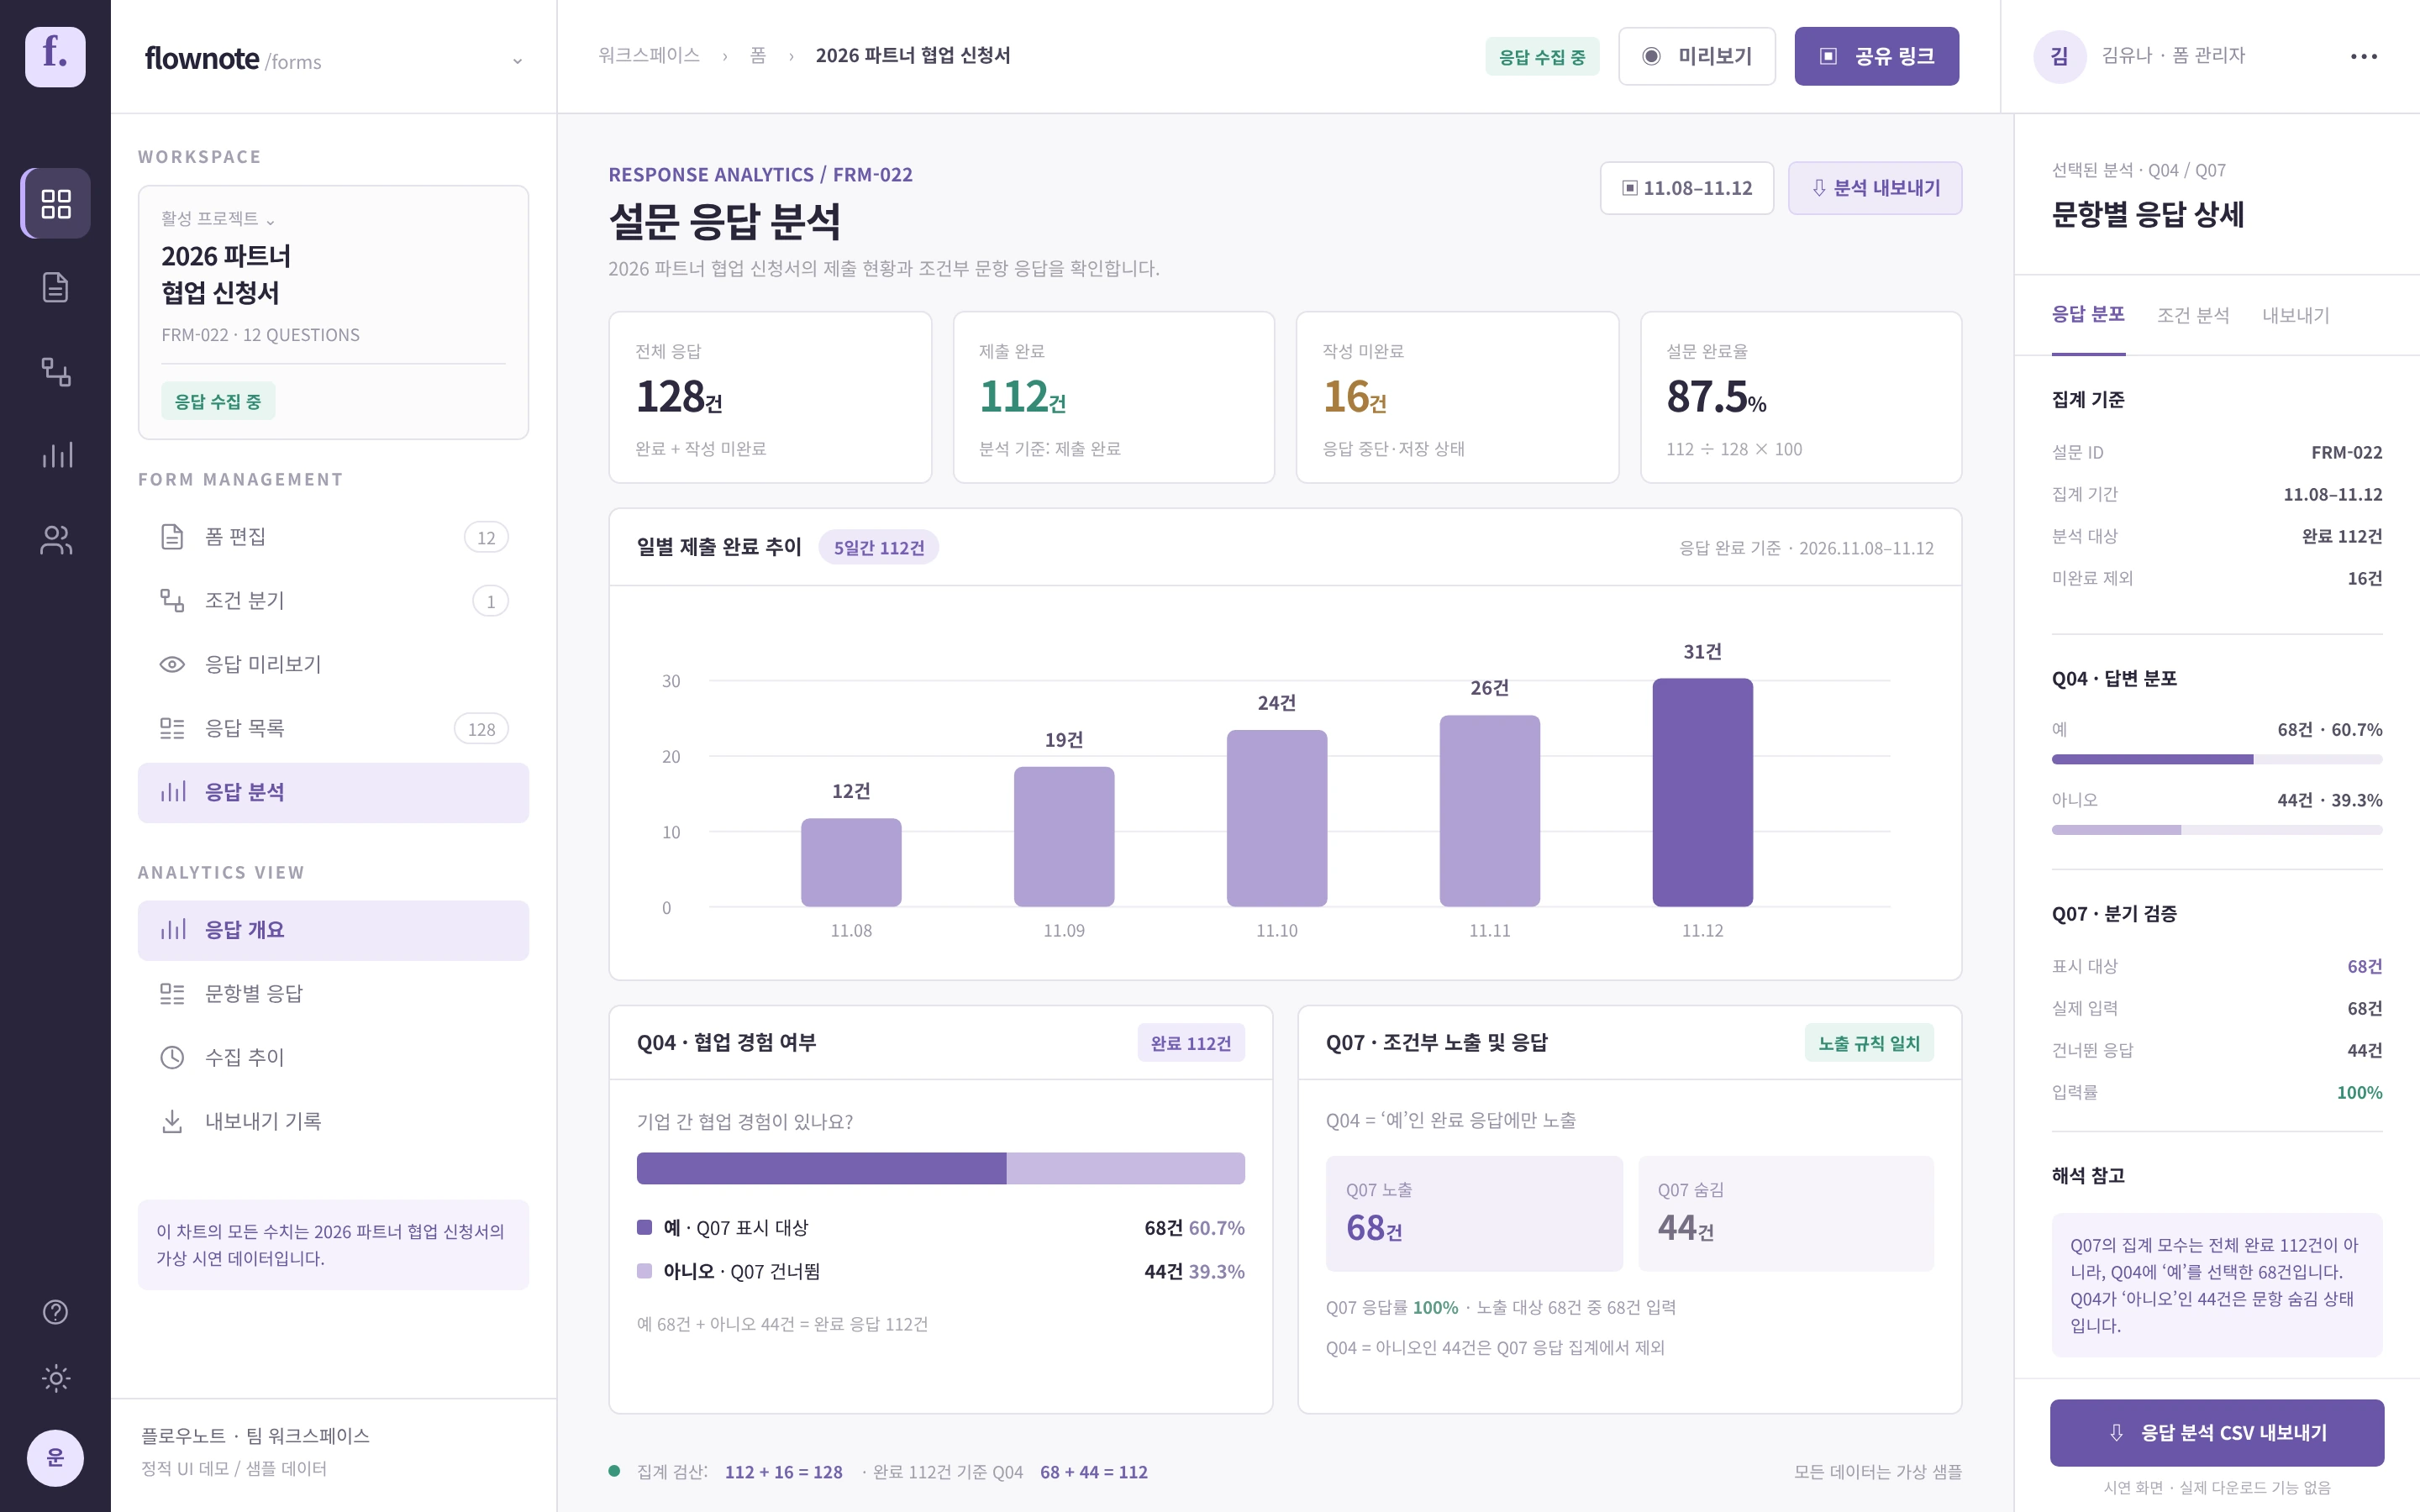 f.
flownote /forms
워크스페이스 › 폼 › 2026 파트너 협업 신청서
응답 수집 중
미리보기
공유 링크
김
김유나 · 폼 관리자
WORKSPACE
활성 프로젝트
2026 파트너
협업 신청서
FRM-022 · 12 QUESTIONS
응답 수집 중
FORM MANAGEMENT
폼 편집 12
조건 분기 1
응답 미리보기
응답 목록 128
응답 분석
ANALYTICS VIEW
응답 개요
문항별 응답
수집 추이
내보내기 기록
이 차트의 모든 수치는 2026 파트너 협업 신청서의
가상 시연 데이터입니다.
플로우노트 · 팀 워크스페이스
정적 UI 데모 / 샘플 데이터
운
RESPONSE ANALYTICS / FRM-022
설문 응답 분석
2026 파트너 협업 신청서의 제출 현황과 조건부 문항 응답을 확인합니다.
11.08–11.12
분석 내보내기
전체 응답
128건
완료 + 작성 미완료
제출 완료
112건
분석 기준: 제출 완료
작성 미완료
16건
응답 중단·저장 상태
설문 완료율
87.5%
112 ÷ 128 × 100
일별 제출 완료 추이 5일간 112건
응답 완료 기준 · 2026.11.08–11.12
30
20
10
0
12건
19건
24건
26건
31건
11.08
11.09
11.10
11.11
11.12
Q04 · 협업 경험 여부
완료 112건
기업 간 협업 경험이 있나요?
예 · Q07 표시 대상 68건 60.7%
아니오 · Q07 건너뜀 44건 39.3%
예 68건 + 아니오 44건 = 완료 응답 112건
Q07 · 조건부 노출 및 응답
노출 규칙 일치
Q04 = ‘예’인 완료 응답에만 노출
Q07 노출
68건
Q07 숨김
44건
Q07 응답률 100% · 노출 대상 68건 중 68건 입력
Q04 = 아니오인 44건은 Q07 응답 집계에서 제외
집계 검산: 112 + 16 = 128 · 완료 112건 기준 Q04 68 + 44 = 112
모든 데이터는 가상 샘플
선택된 분석 · Q04 / Q07
문항별 응답 상세
응답 분포
조건 분석
내보내기
집계 기준
설문 ID FRM-022
집계 기간 11.08–11.12
분석 대상 완료 112건
미완료 제외 16건
Q04 · 답변 분포
예 68건 · 60.7%
아니오 44건 · 39.3%
Q07 · 분기 검증
표시 대상 68건
실제 입력 68건
건너뛴 응답 44건
입력률 100%
해석 참고
Q07의 집계 모수는 전체 완료 112건이 아
니라, Q04에 ‘예’를 선택한 68건입니다.
Q04가 ‘아니오’인 44건은 문항 숨김 상태
입니다.
응답 분석 CSV 내보내기
시연 화면 · 실제 다운로드 기능 없음